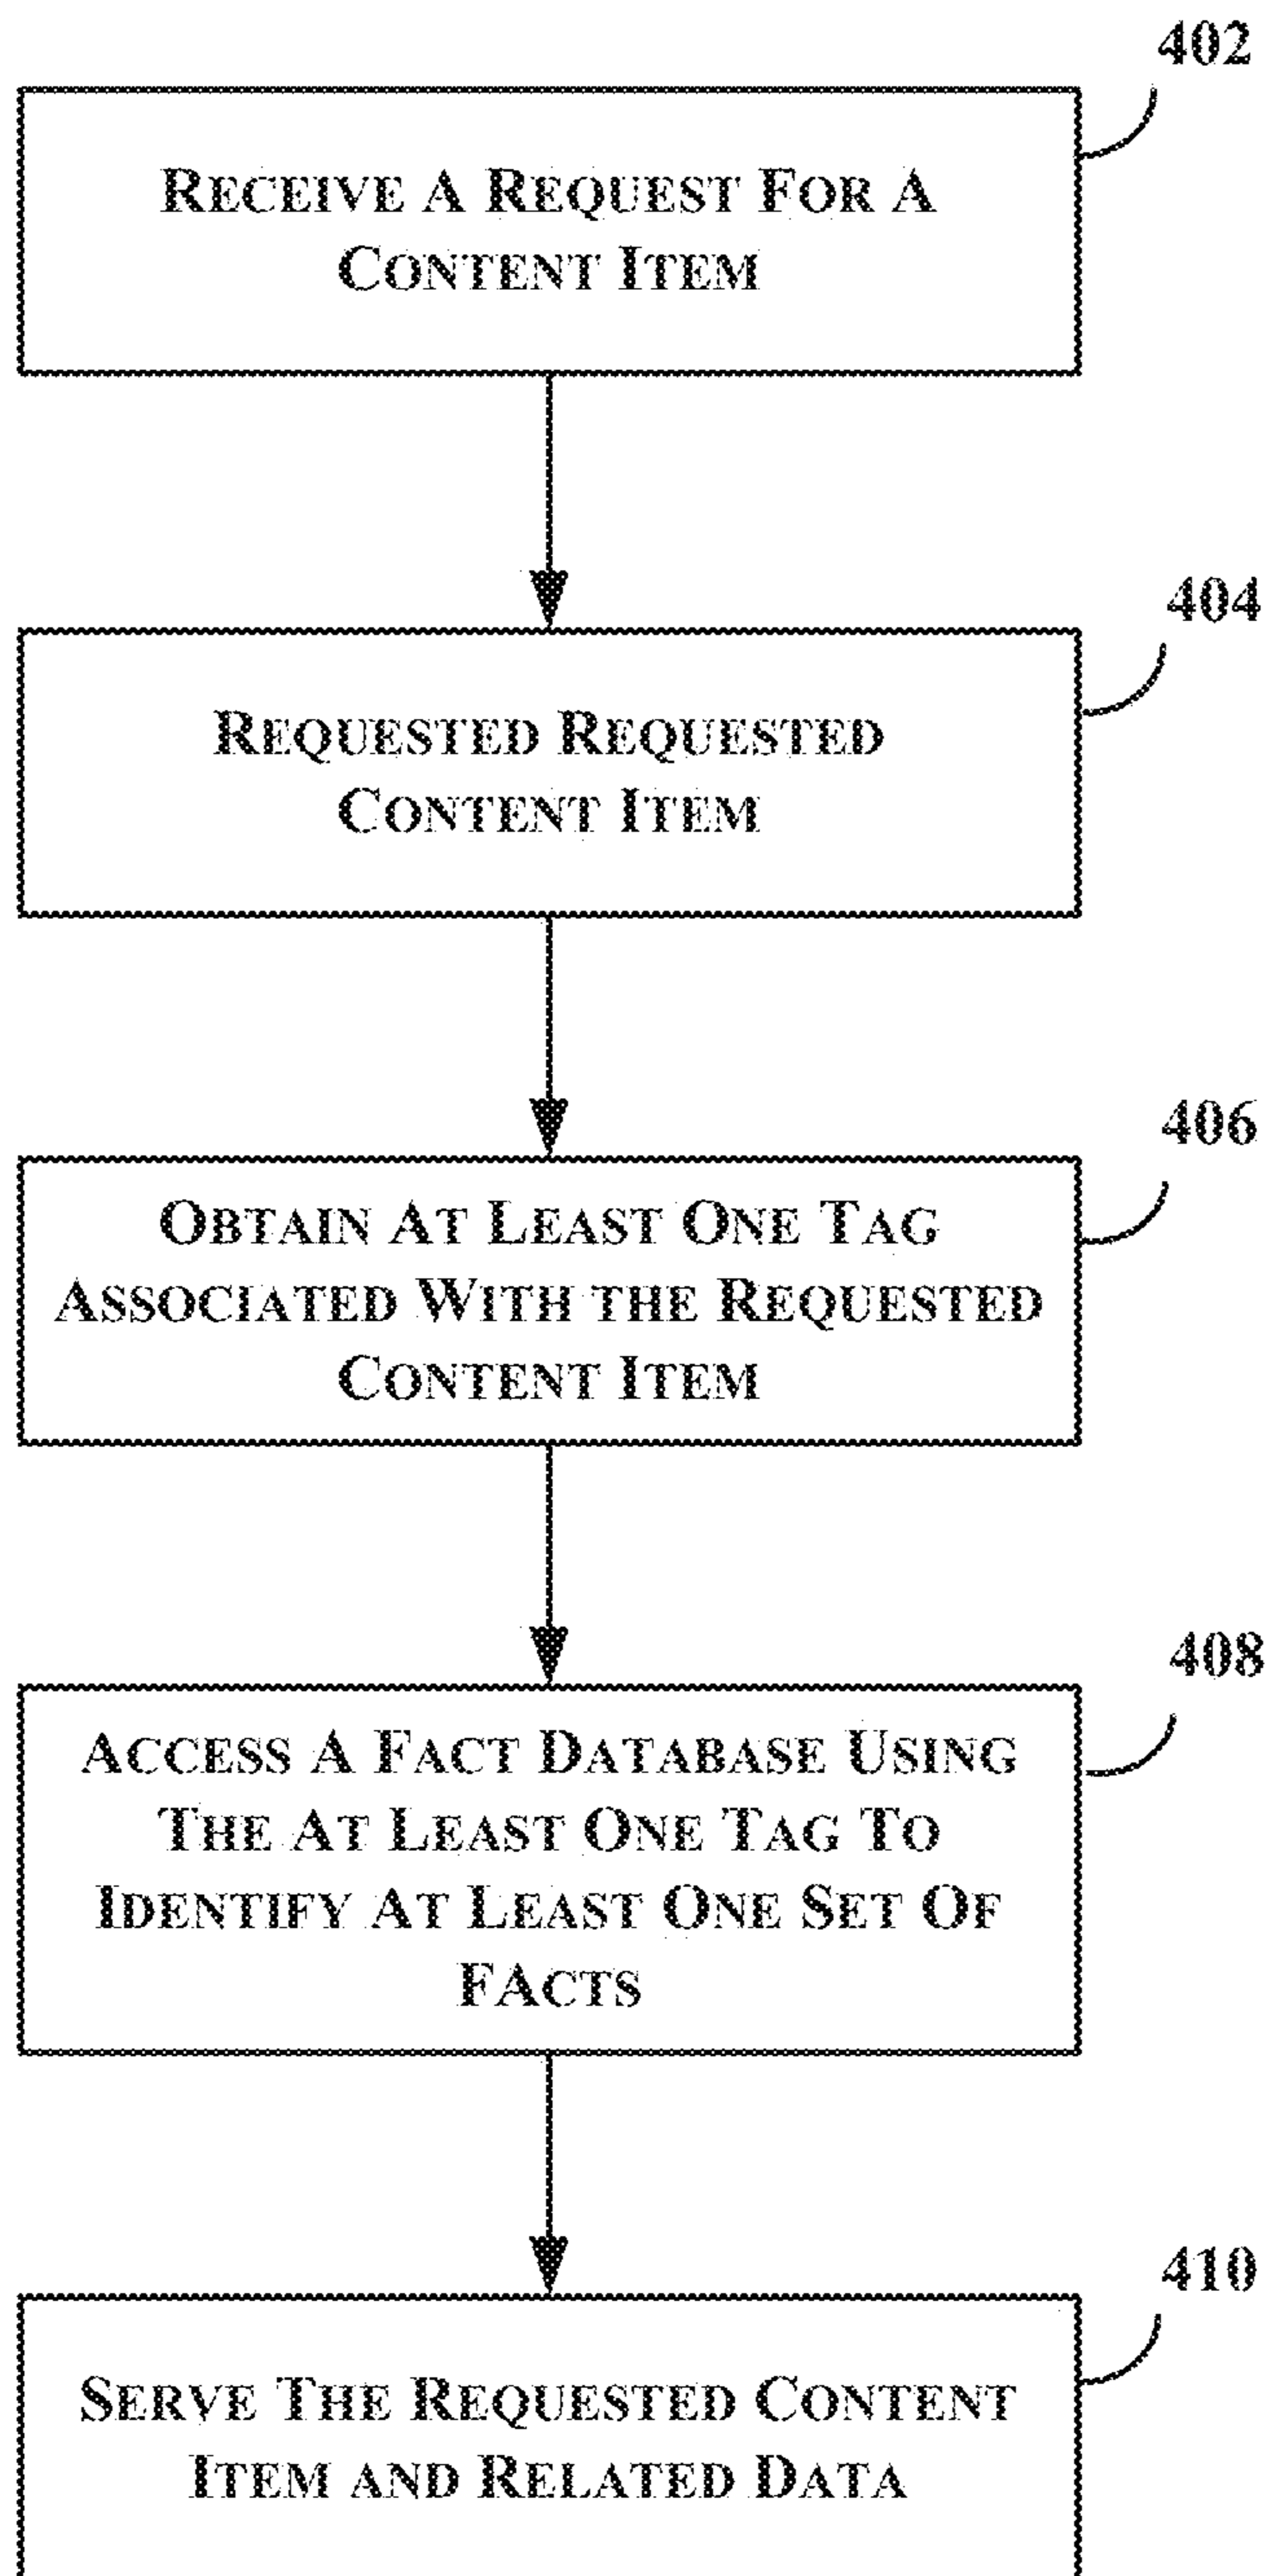 402
RECEIVE A REQUEST FOR A
CONTENT ITEM
404
REQUESTED REQUESTED
CONTENT ITEM
406
OBTAIN AT LEAST ONE TAG
ASSOCIATED WITH THE REQUESTED
CONTENT ITEM
408
ACCESS A FACT DATABASE USING
THE AT LEAST ONE TAG TO
IDENTIFY AT LEAST ONE SET OF
FACTS
410
SERVE THE REQUESTED CONTENT
ITEM AND RELATED DATA